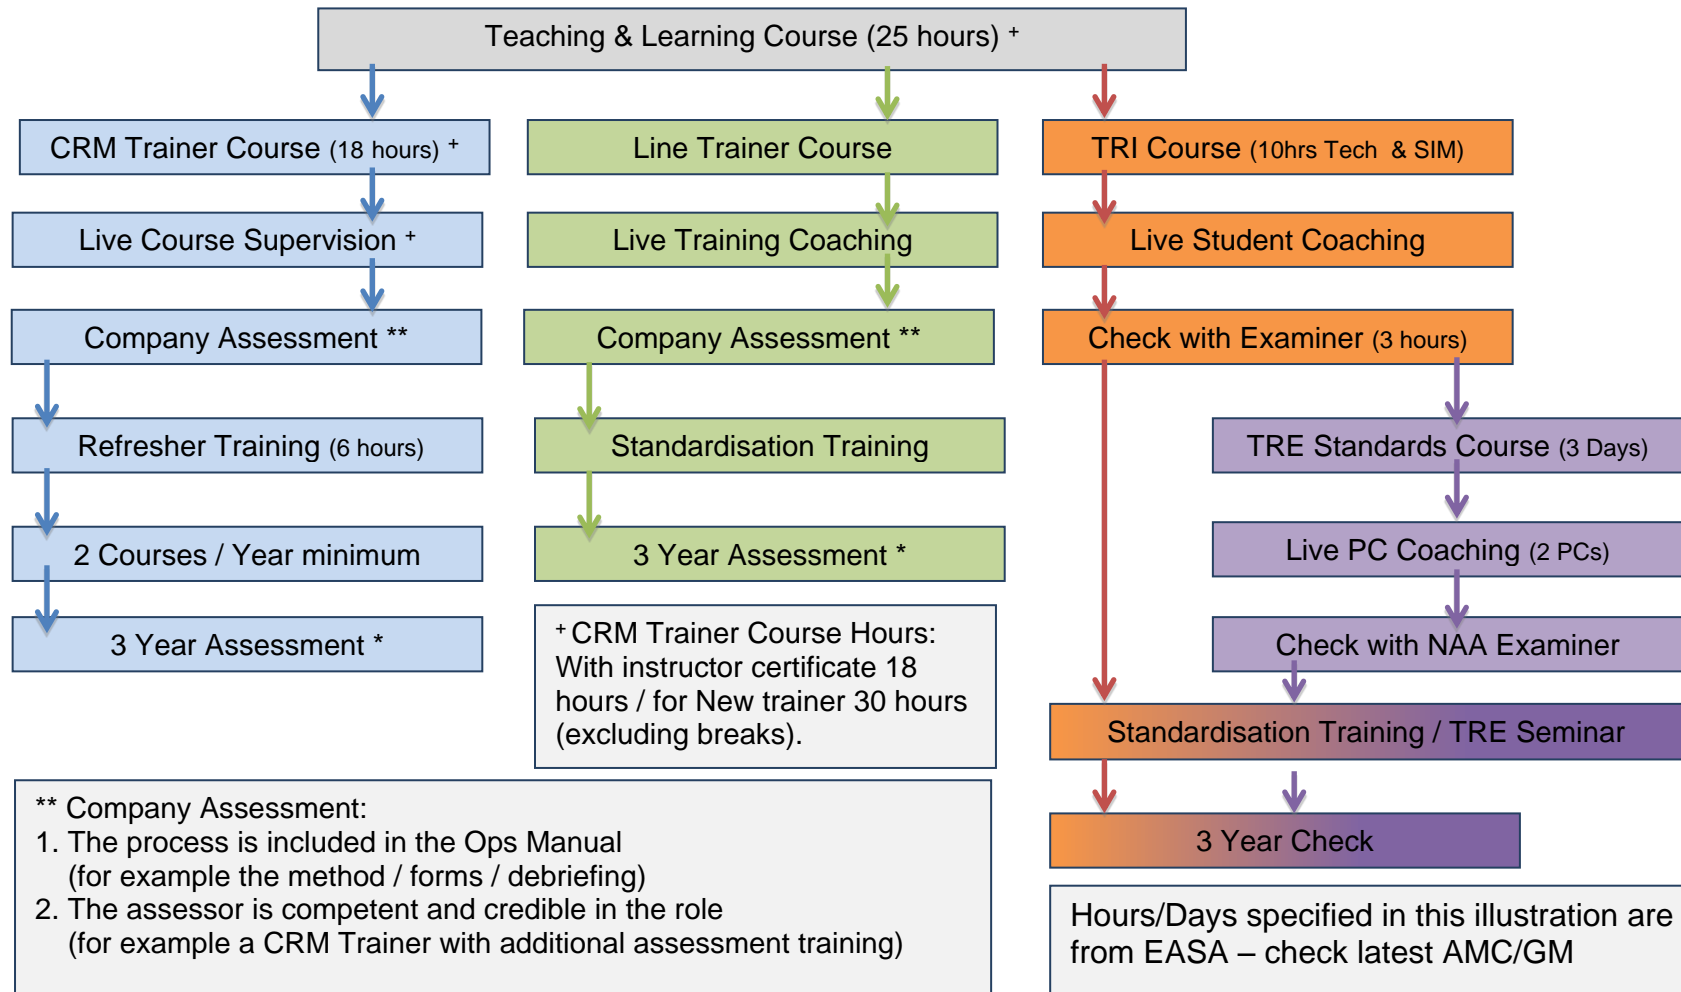 Teaching & Learning Course (25 hours) +
CRM Trainer Course (18 hours) +
Line Trainer Course
TRI Course (10hrs Tech & SIM)
Live Course Supervision +
Live Training Coaching
Live Student Coaching
Company Assessment **
Company Assessment **
Check with Examiner (3 hours)
Refresher Training (6 hours)
Standardisation Training
TRE Standards Course (3 Days)
2 Courses / Year minimum
3 Year Assessment *
Live PC Coaching (2 PCs)
3 Year Assessment *
Check with NAA Examiner
+ CRM Trainer Course Hours:
With instructor certificate 18
hours / for New trainer 30 hours
(excluding breaks).
Standardisation Training / TRE Seminar
3 Year Check
** Company Assessment:
1. The process is included in the Ops Manual
(for example the method / forms / debriefing)
2. The assessor is competent and credible in the role
(for example a CRM Trainer with additional assessment training)
Hours/Days specified in this illustration are
from EASA – check latest AMC/GM